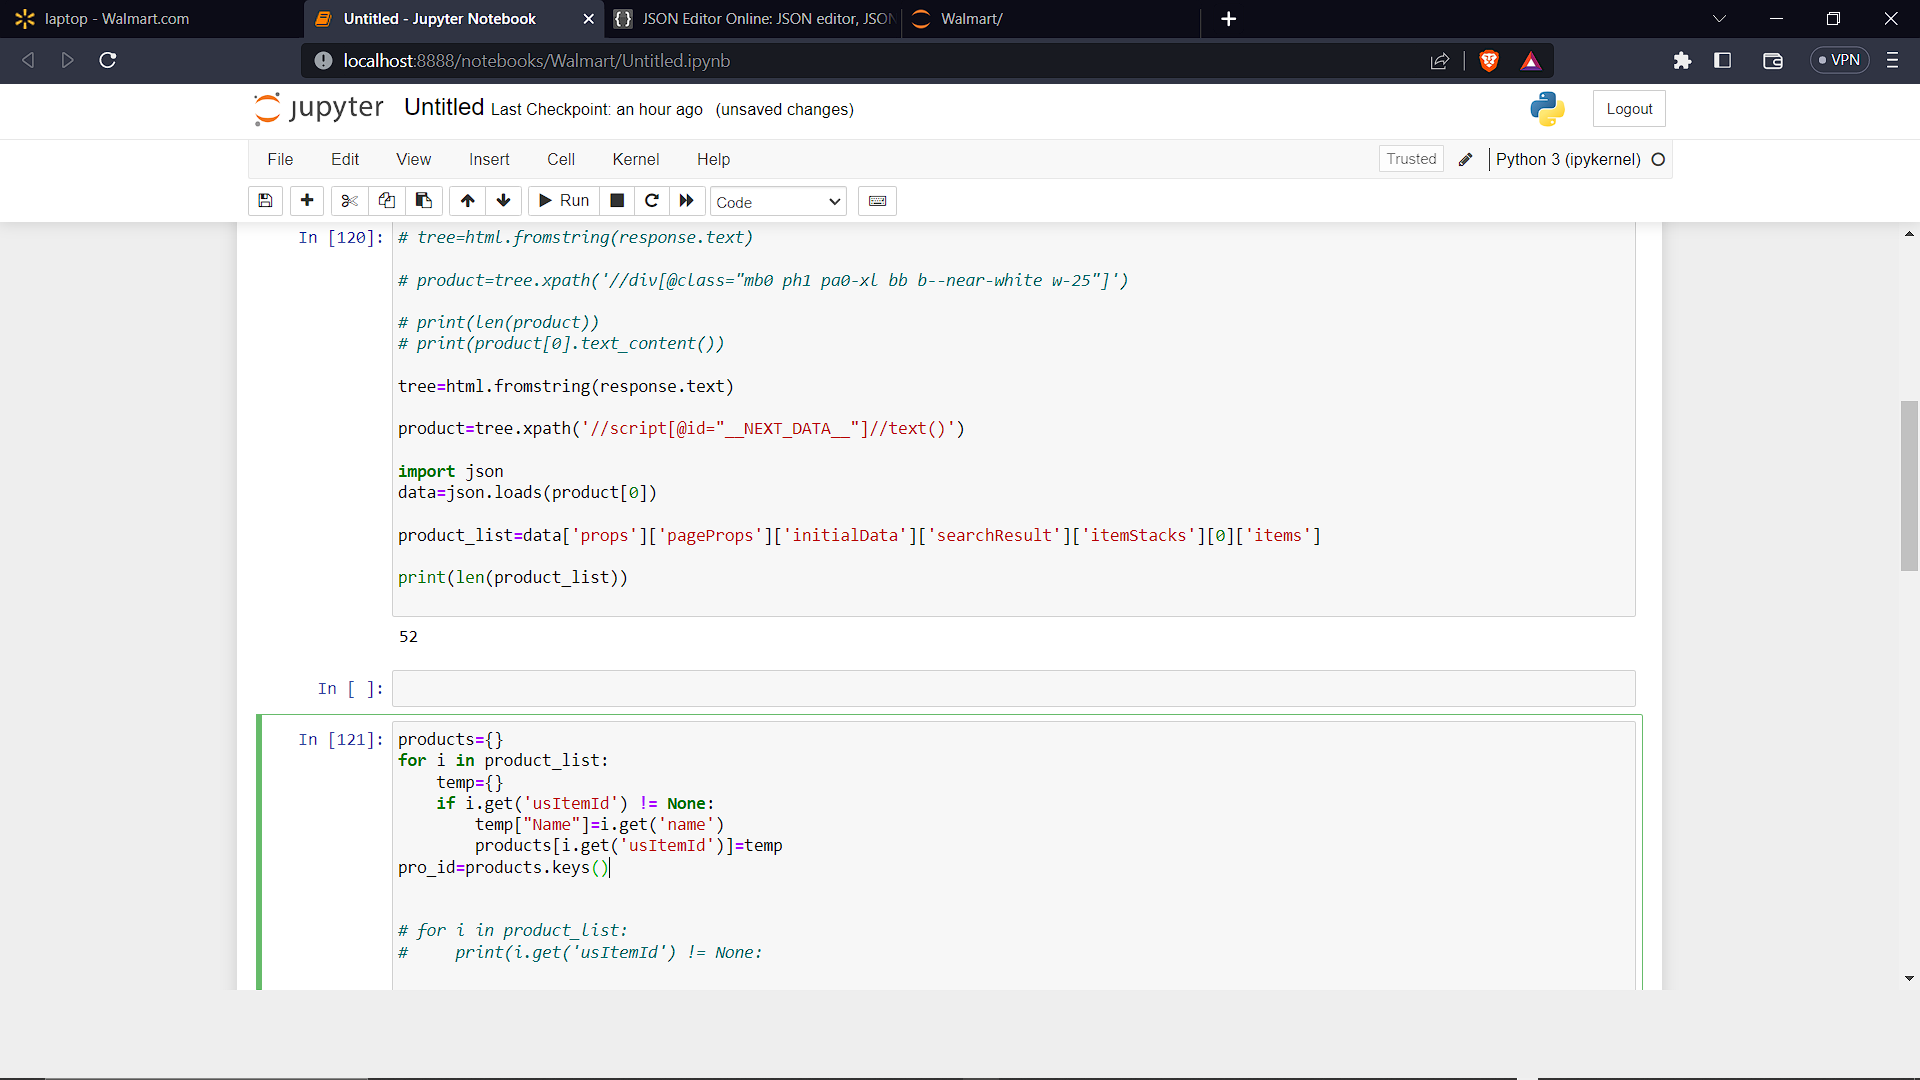 laptop - Walmart.com
Untitled - Jupyter Notebook
JSON Editor Online: JSON editor, JSON
Walmart/
localhost:8888/notebooks/Walmart/Untitled.ipynb
VPN
jupyter Untitled Last Checkpoint: an hour ago (unsaved changes)
Logout
File Edit View Insert Cell Kernel Help
Trusted
Python 3 (ipykernel)
Run
Code
In [120]:
# tree=html.fromstring(response.text)
# product=tree.xpath('//div[@class="mb0 ph1 pa0-xl bb b--near-white w-25"]')
# print(len(product))
# print(product[0].text_content())
tree=html.fromstring(response.text)
product=tree.xpath('//script[@id="__NEXT_DATA__"]//text()')
import json
data=json.loads(product[0])
product_list=data['props']['pageProps']['initialData']['searchResult']['itemStacks'][0]['items']
print(len(product_list))
52
In [ ]:
In [121]:
products={}
for i in product_list:
    temp={}
    if i.get('usItemId') != None:
        temp["Name"]=i.get('name')
        products[i.get('usItemId')]=temp
pro_id=products.keys()
# for i in product_list:
#     print(i.get('usItemId') != None: